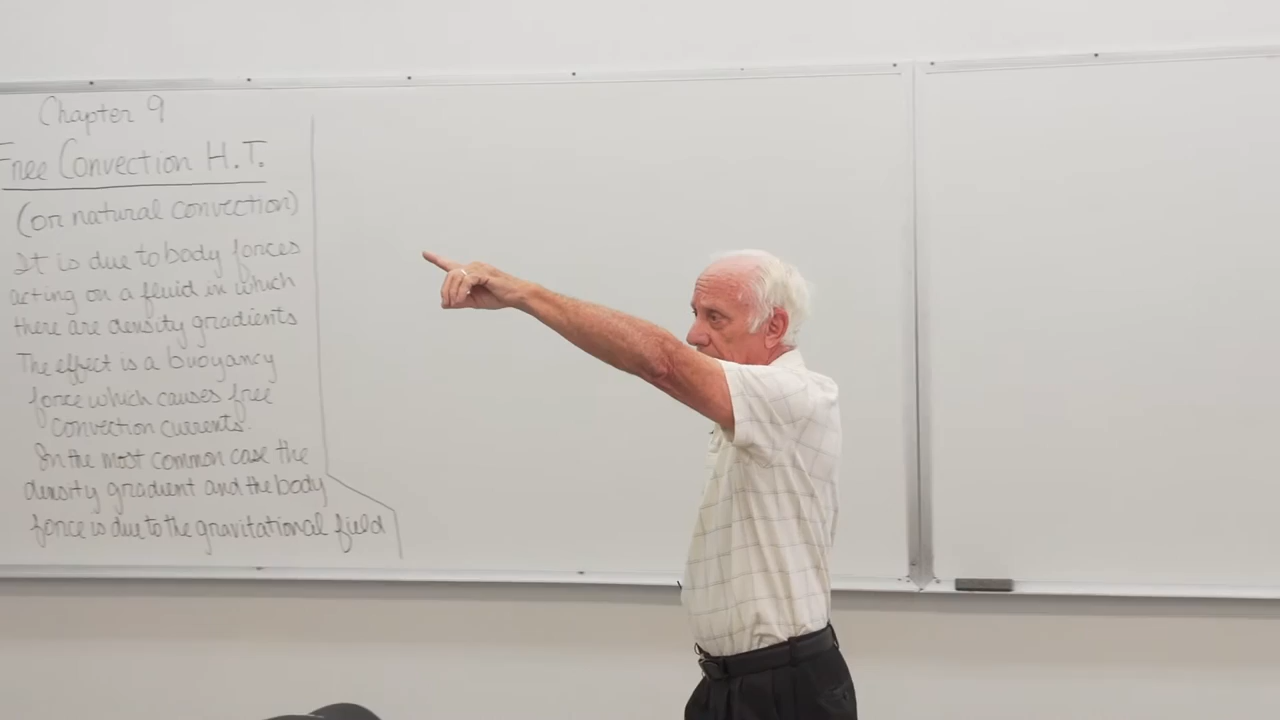 Chapter 9
Free Convection H.T.
(or natural convection)
It is due to body forces
acting on a fluid in which
there are density gradients
The effect is a buoyancy
force which causes free
convection currents.
In the most common case the
density gradient and the body
force is due to the gravitational field